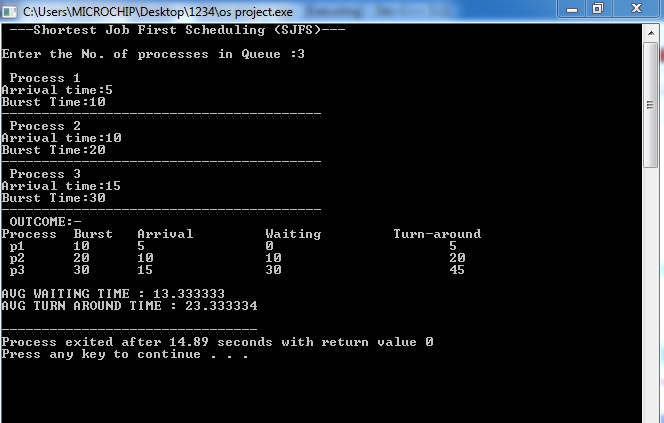 C:\Users\MICROCHIP\Desktop\1234\os project.exe
---Shortest Job First Scheduling (SJFS)---
Enter the No. of processes in Queue :3
Process 1
Arrival time:5
Burst Time:10
----------------------------------------
Process 2
Arrival time:10
Burst Time:20
----------------------------------------
Process 3
Arrival time:15
Burst Time:30
----------------------------------------
OUTCOME:-
Process Burst Arrival Waiting Turn-around
p1 10 5 0 5
p2 20 10 10 20
p3 30 15 30 45
AVG WAITING TIME : 13.333333
AVG TURN AROUND TIME : 23.333334
--------------------------------
Process exited after 14.89 seconds with return value 0
Press any key to continue . . .